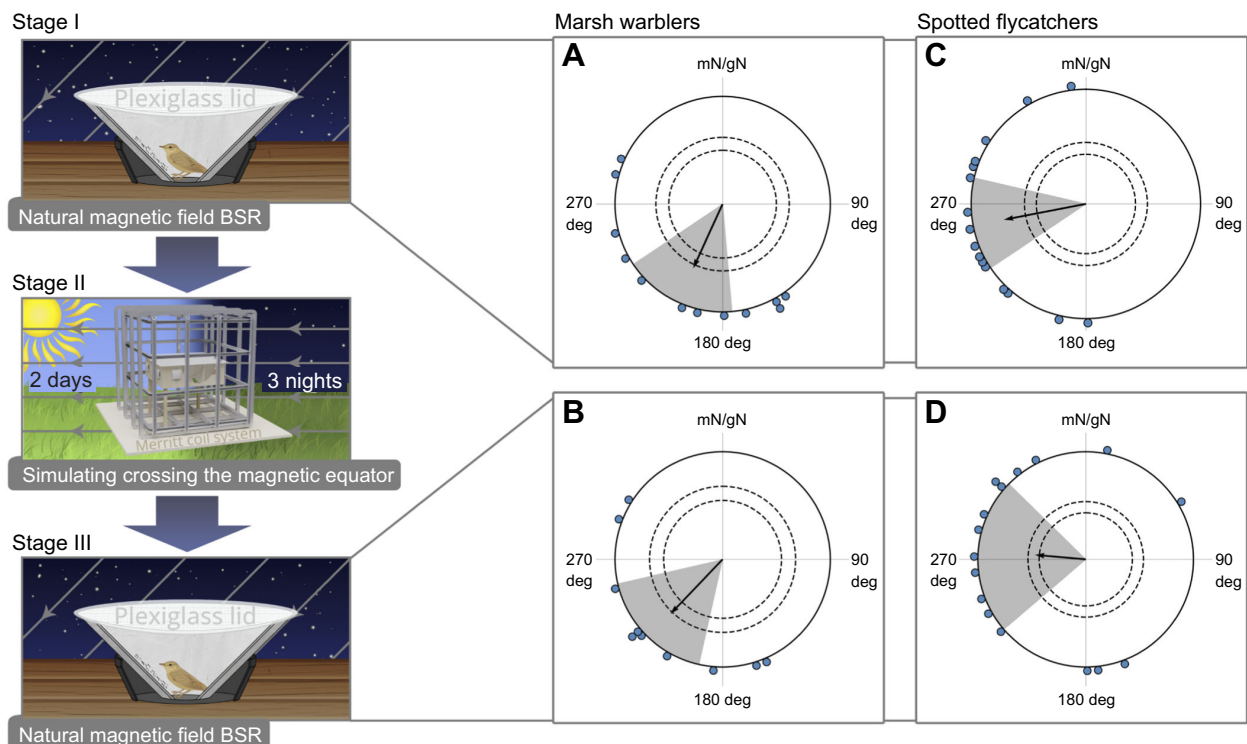 Stage I
Plexiglass lid
Natural magnetic field BSR
Stage II
2 days
3 nights
Merritt coil system
Simulating crossing the magnetic equator
Stage III
Plexiglass lid
Natural magnetic field BSR
Marsh warblers
A
mN/gN
270
deg
90
deg
180 deg
B
mN/gN
270
deg
90
deg
180 deg
Spotted flycatchers
C
mN/gN
270
deg
90
deg
180 deg
D
mN/gN
270
deg
90
deg
180 deg